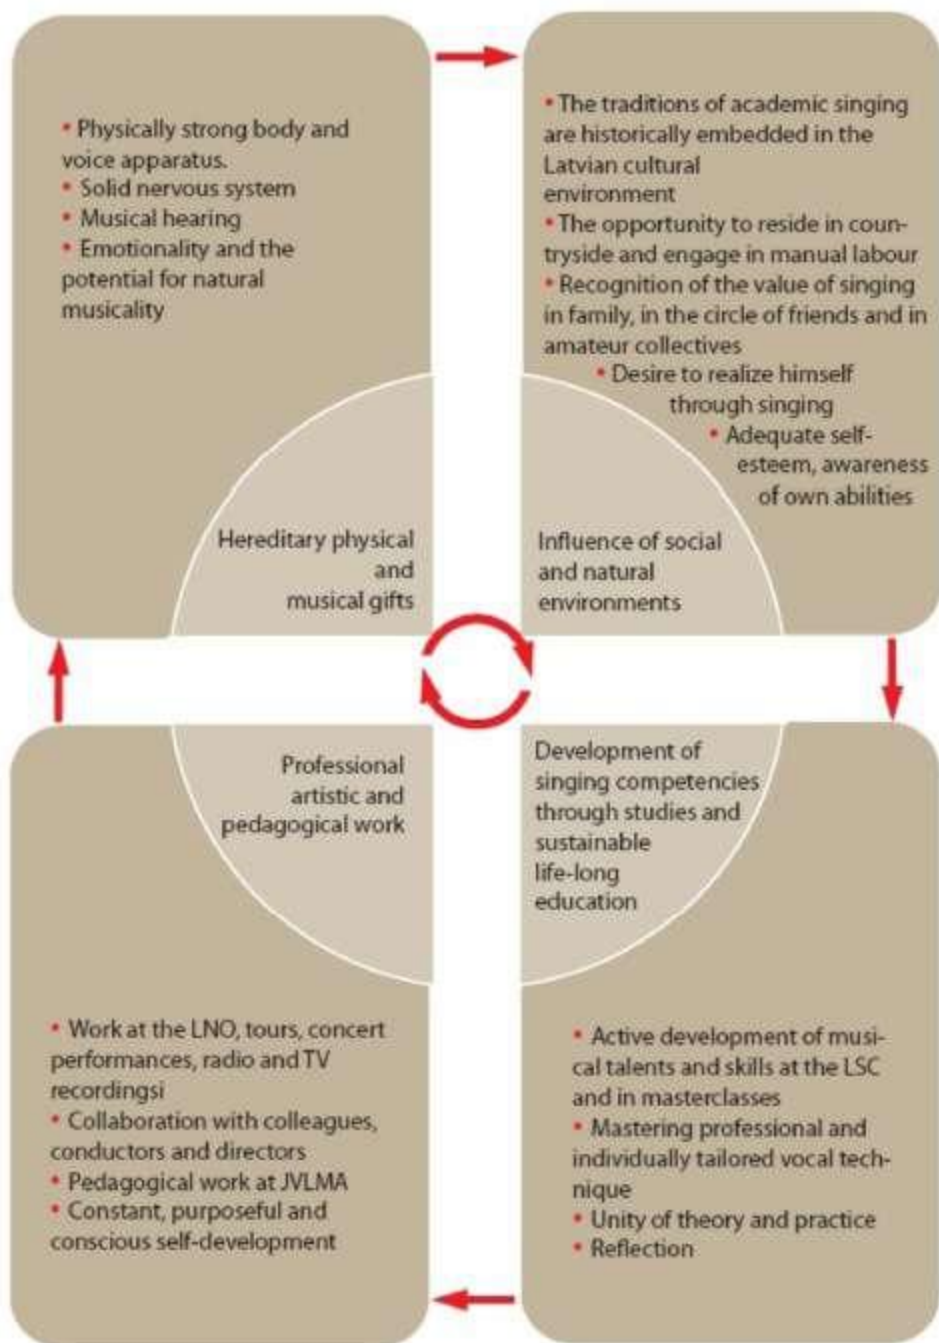 • Physically strong body and
voice apparatus.
• Solid nervous system
• Musical hearing
• Emotionality and the
potential for natural
musicality
Hereditary physical
and
musical gifts
• The traditions of academic singing
are historically embedded in the
Latvian cultural
environment
• The opportunity to reside in coun-
tryside and engage in manual labour
• Recognition of the value of singing
in family, in the circle of friends and in
amateur collectives
• Desire to realize himself
through singing
• Adequate self-
esteem, awareness
of own abilities
Influence of social
and natural
environments
Professional
artistic and
pedagogical work
• Work at the LNO, tours, concert
performances, radio and TV
recordingsi
• Collaboration with colleagues,
conductors and directors
• Pedagogical work at JVLMA
• Constant, purposeful and
conscious self-development
Development of
singing competencies
through studies and
sustainable
life-long
education
• Active development of musi-
cal talents and skills at the LSC
and in masterclasses
• Mastering professional and
individually tailored vocal tech-
nique
• Unity of theory and practice
• Reflection